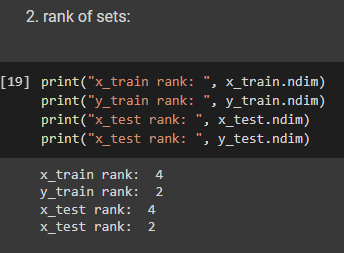 2. rank of sets:
[19] print("x_train rank: ", x_train.ndim)
print("y_train rank: ", y_train.ndim)
print("x_test rank: ", x_test.ndim)
print("x_test rank: ", y_test.ndim)
x_train rank:  4
y_train rank:  2
x_test rank:  4
x_test rank:  2